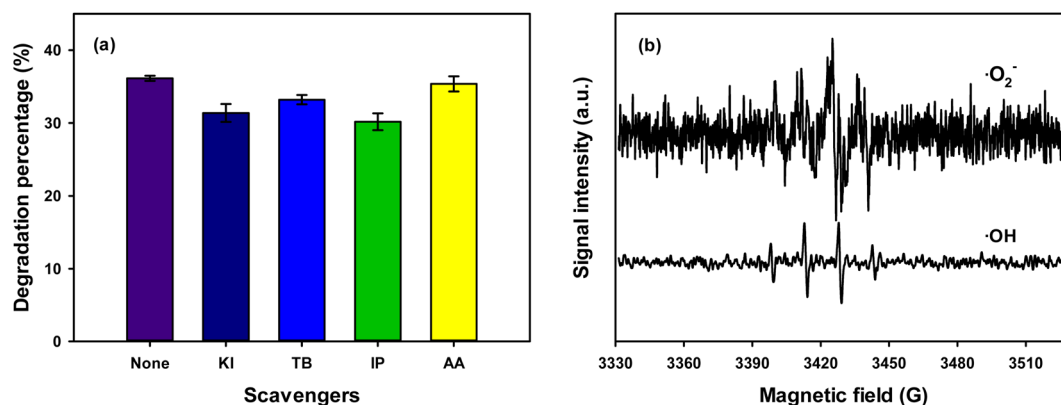 (a)
Degradation percentage (%)
40
30
20
10
0
None KI TB IP AA
Scavengers
(b)
Signal intensity (a.u.)
·O₂⁻
·OH
3330 3360 3390 3420 3450 3480 3510
Magnetic field (G)